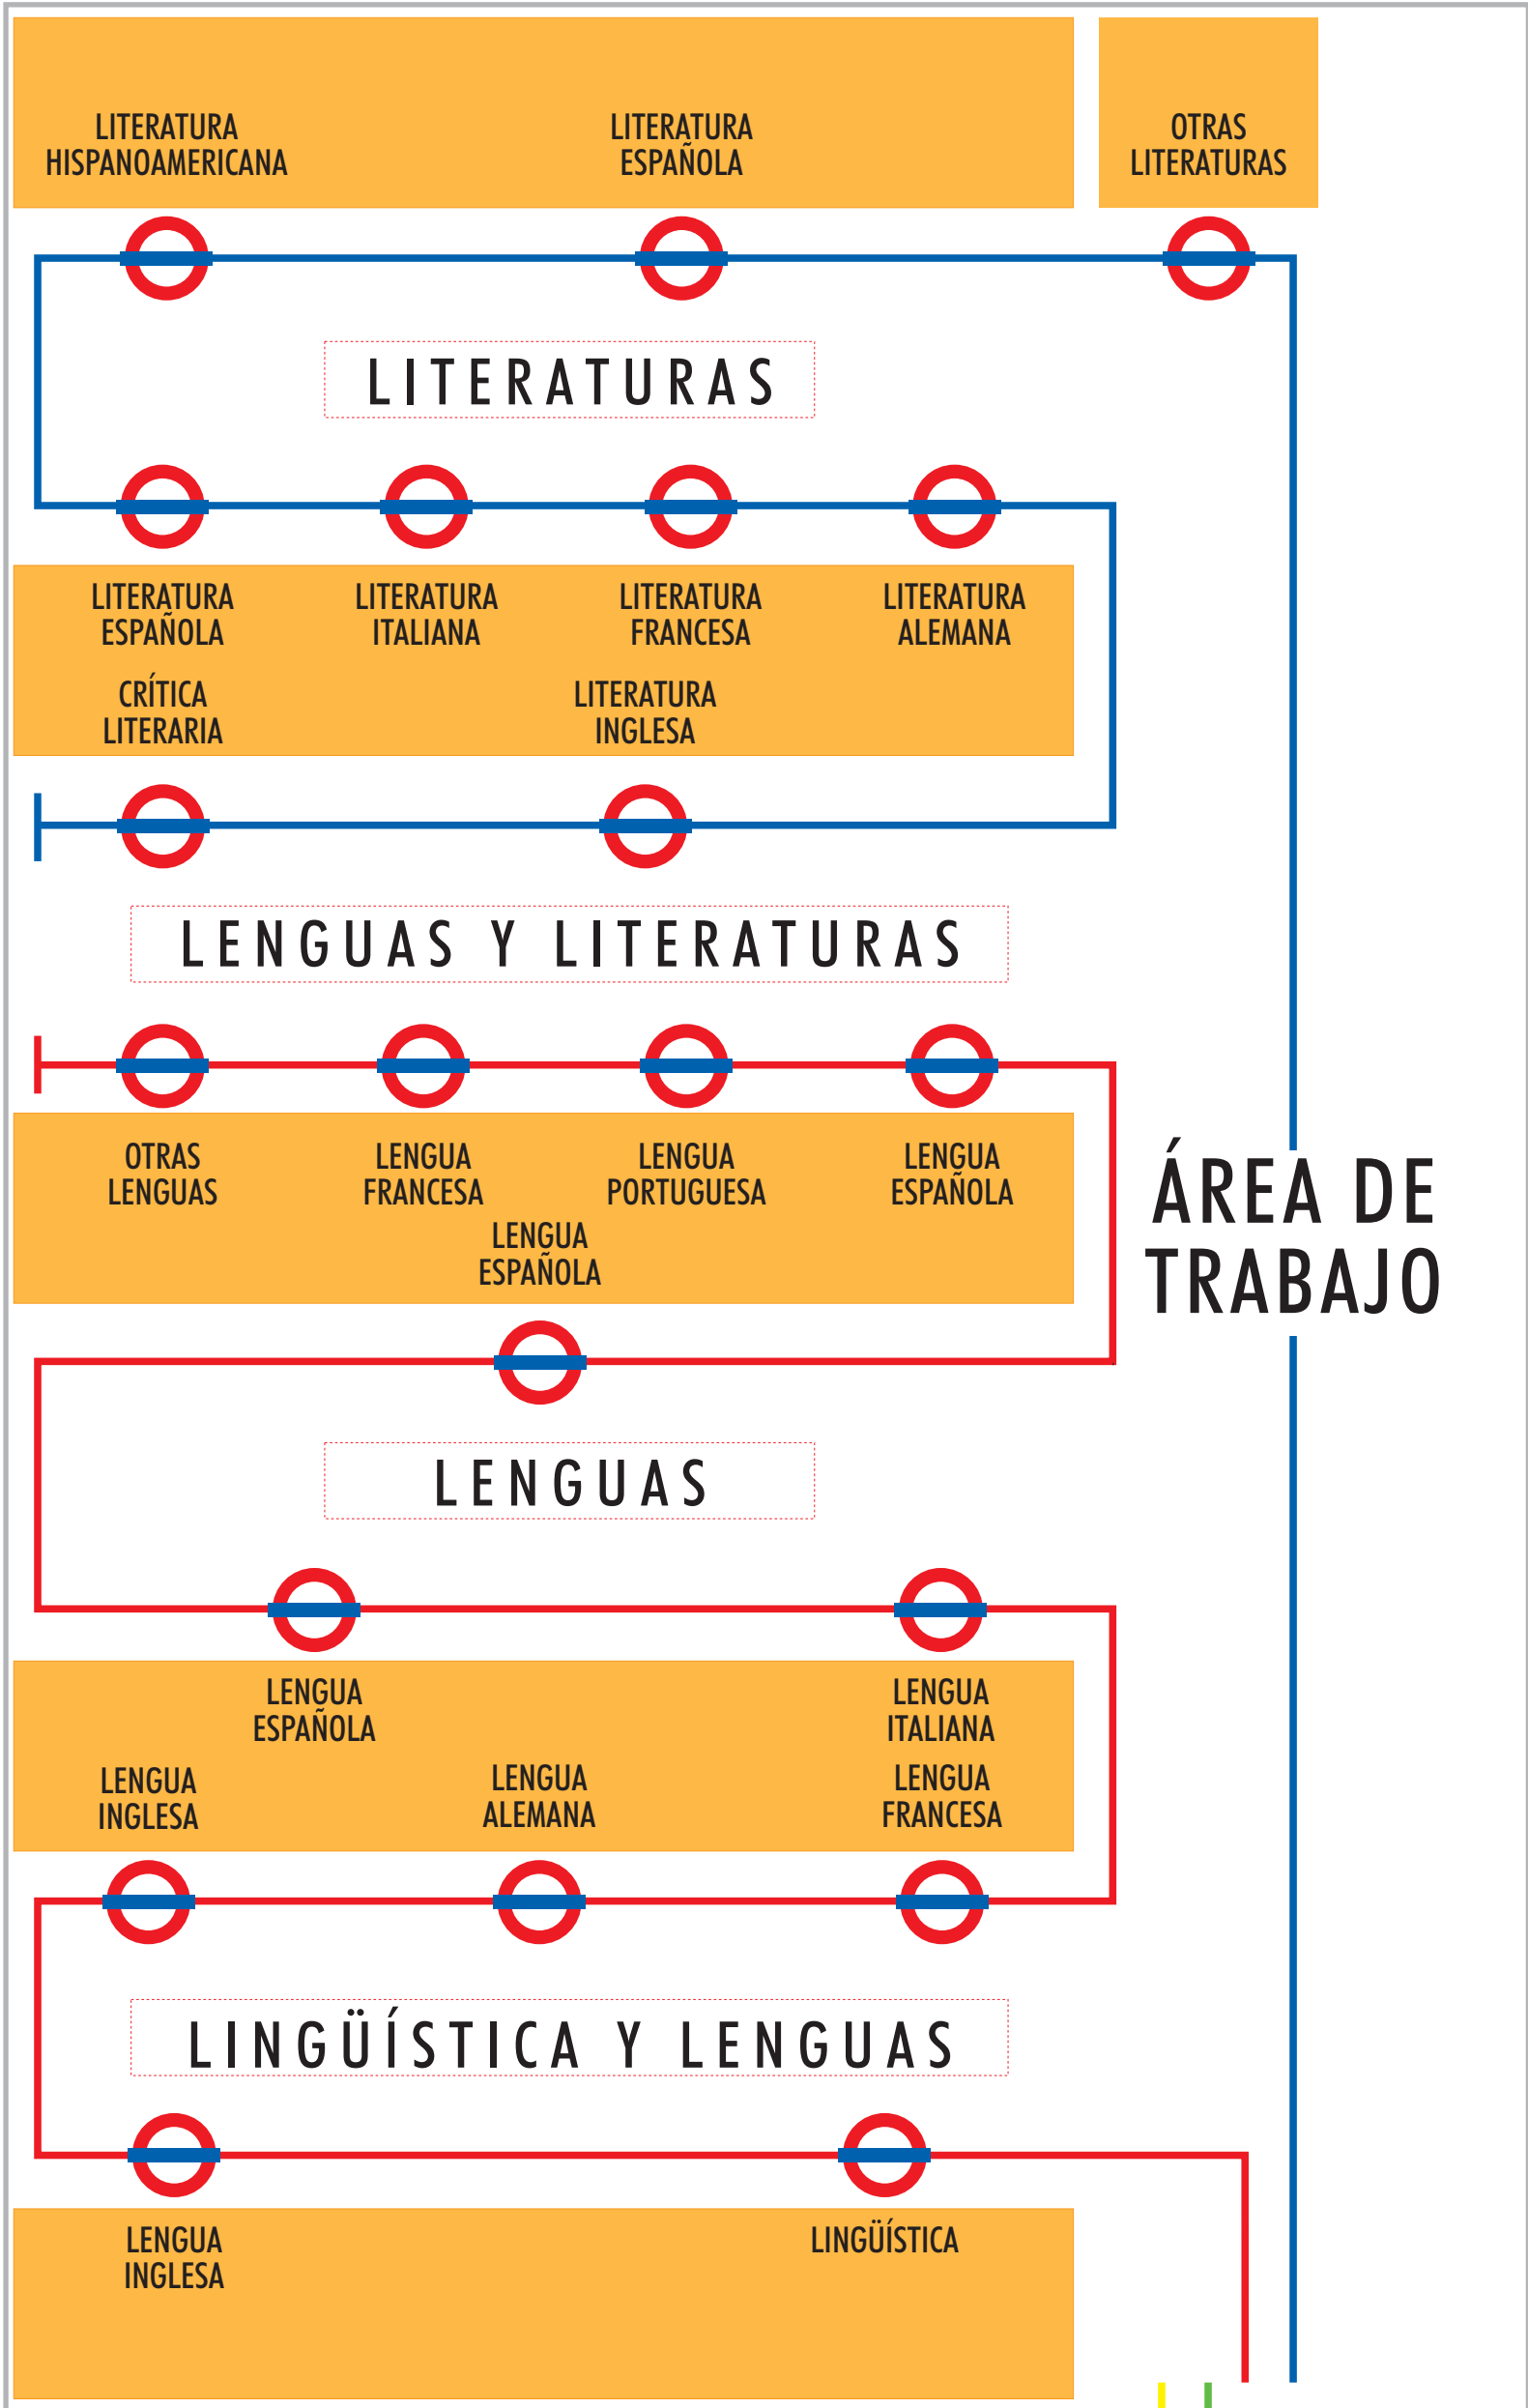 LITERATURA
HISPANOAMERICANA
LITERATURA
ESPAÑOLA
OTRAS
LITERATURAS
LITERATURAS
LITERATURA
ESPAÑOLA
LITERATURA
ITALIANA
LITERATURA
FRANCESA
LITERATURA
ALEMANA
CRÍTICA
LITERARIA
LITERATURA
INGLESA
LENGUAS Y LITERATURAS
OTRAS
LENGUAS
LENGUA
FRANCESA
LENGUA
PORTUGUESA
LENGUA
ESPAÑOLA
LENGUA
ESPAÑOLA
ÁREA DE
TRABAJO
LENGUAS
LENGUA
ESPAÑOLA
LENGUA
ITALIANA
LENGUA
INGLESA
LENGUA
ALEMANA
LENGUA
FRANCESA
LINGÜÍSTICA Y LENGUAS
LENGUA
INGLESA
LINGÜÍSTICA